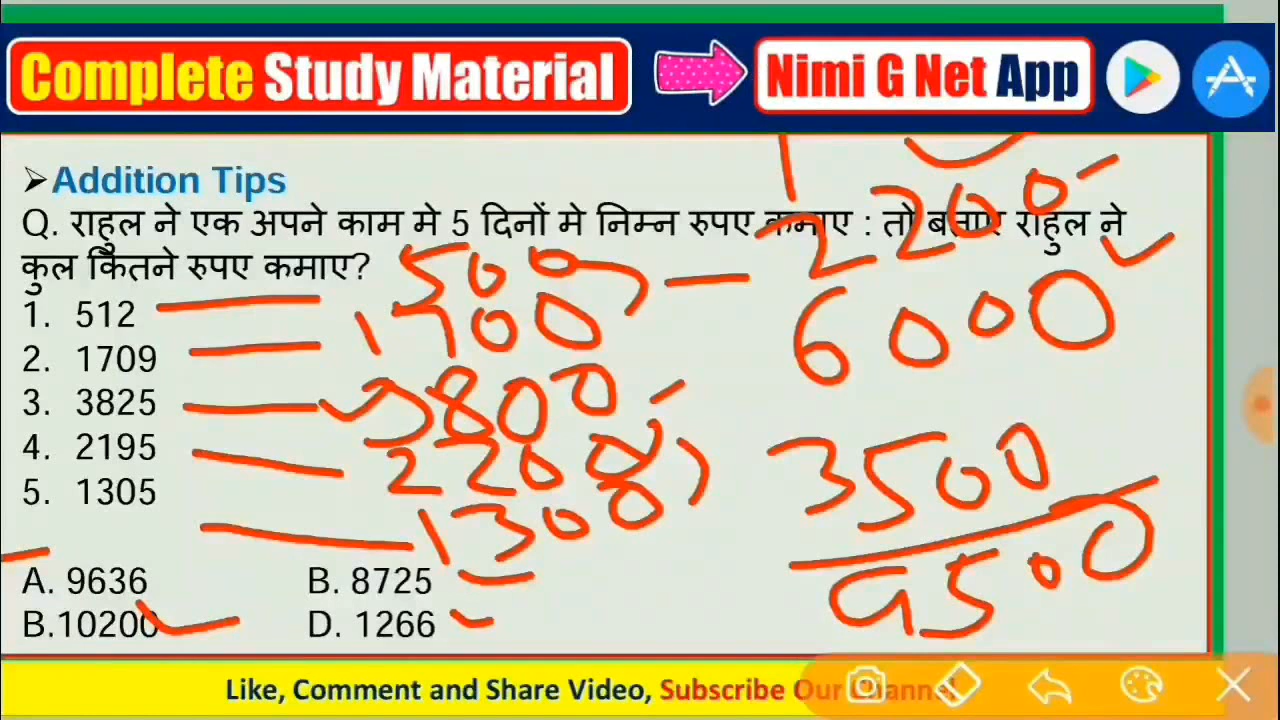 Complete Study Material Nimi G Net App
➢Addition Tips
Q. राहुल ने एक अपने काम मे 5 दिनों मे निम्न रुपए कमाए : तो बताए राहुल ने
कुल कितने रुपए कमाए?
1. 512
2. 1709
3. 3825
4. 2195
5. 1305
A. 9636 B. 8725
B.10200 D. 1266
500
1700
3800
2200
1300
2200
6000
3500
9500
Like, Comment and Share Video, Subscribe Our Channel